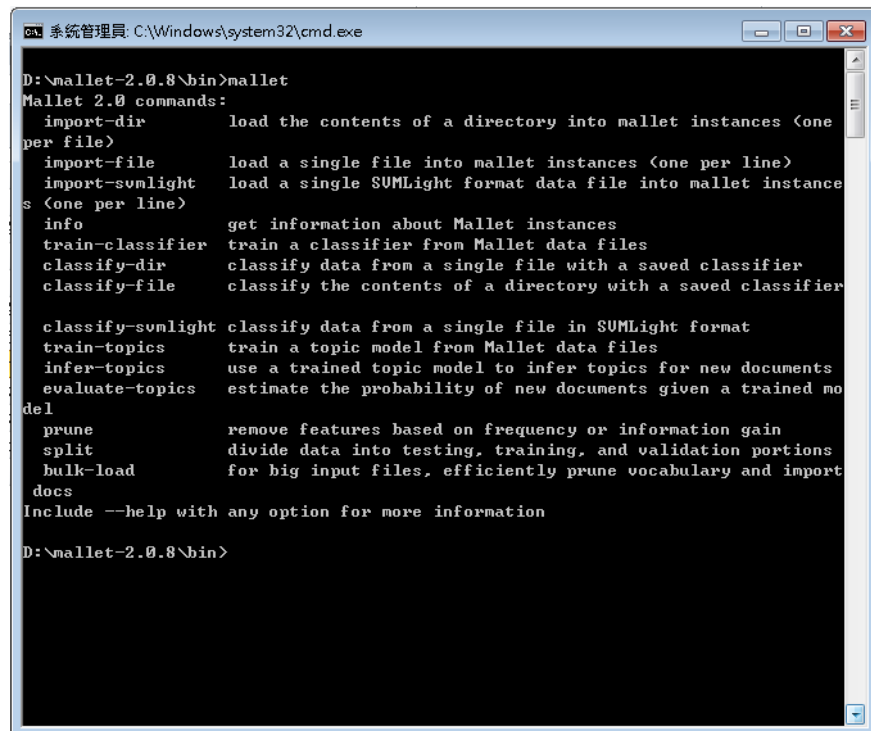 系統管理員: C:\Windows\system32\cmd.exe
D:\mallet-2.0.8\bin>mallet
Mallet 2.0 commands:
  import-dir         load the contents of a directory into mallet instances (one
per file)
  import-file        load a single file into mallet instances (one per line)
  import-svmlight    load a single SVMLight format data file into mallet instance
s (one per line)
  info               get information about Mallet instances
  train-classifier   train a classifier from Mallet data files
  classify-dir       classify data from a single file with a saved classifier
  classify-file      classify the contents of a directory with a saved classifier
  classify-svmlight  classify data from a single file in SVMLight format
  train-topics       train a topic model from Mallet data files
  infer-topics       use a trained topic model to infer topics for new documents
  evaluate-topics    estimate the probability of new documents given a trained mo
del
  prune              remove features based on frequency or information gain
  split              divide data into testing, training, and validation portions
  bulk-load          for big input files, efficiently prune vocabulary and import
 docs
Include --help with any option for more information
D:\mallet-2.0.8\bin>